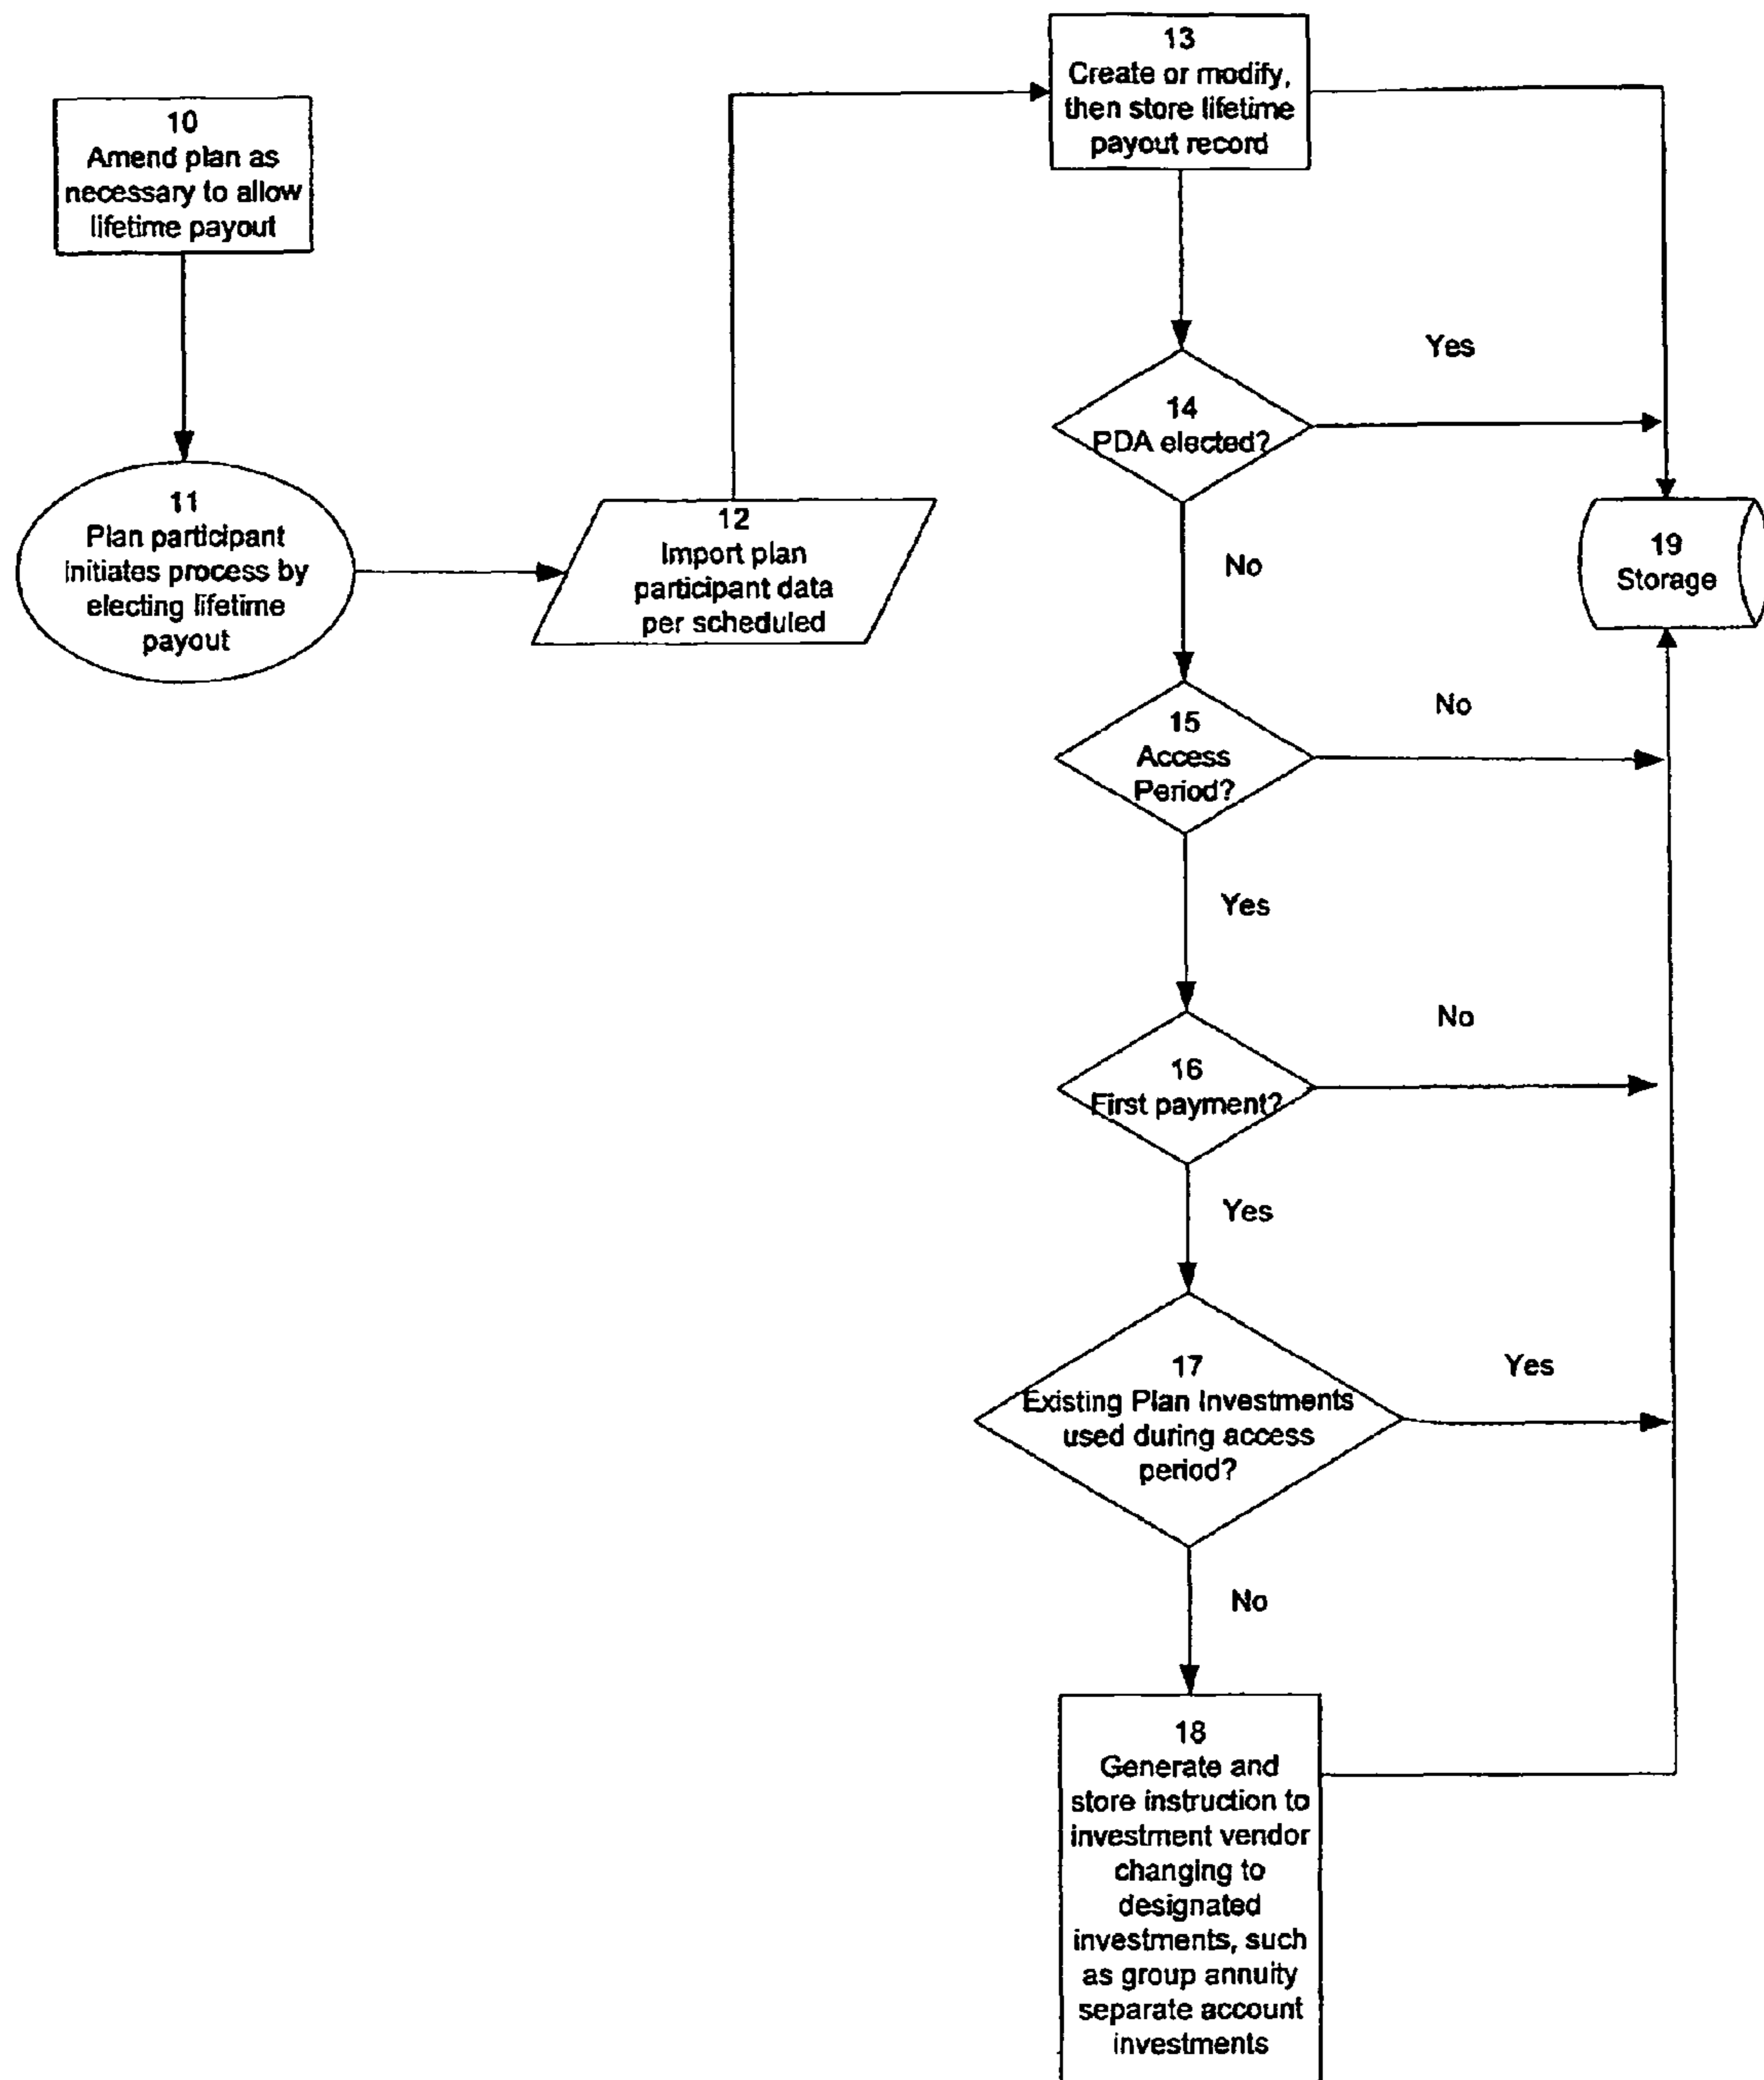 10
Amend plan as
necessary to allow
lifetime payout
11
Plan participant
initiates process by
electing lifetime
payout
12
Import plan
participant data
per scheduled
13
Create or modify,
then store lifetime
payout record
14
PDA elected?
Yes
No
15
Access
Period?
No
Yes
16
First payment?
No
Yes
17
Existing Plan Investments
used during access
period?
Yes
No
18
Generate and
store instruction to
investment vendor
changing to
designated
investments, such
as group annuity
separate account
investments
19
Storage